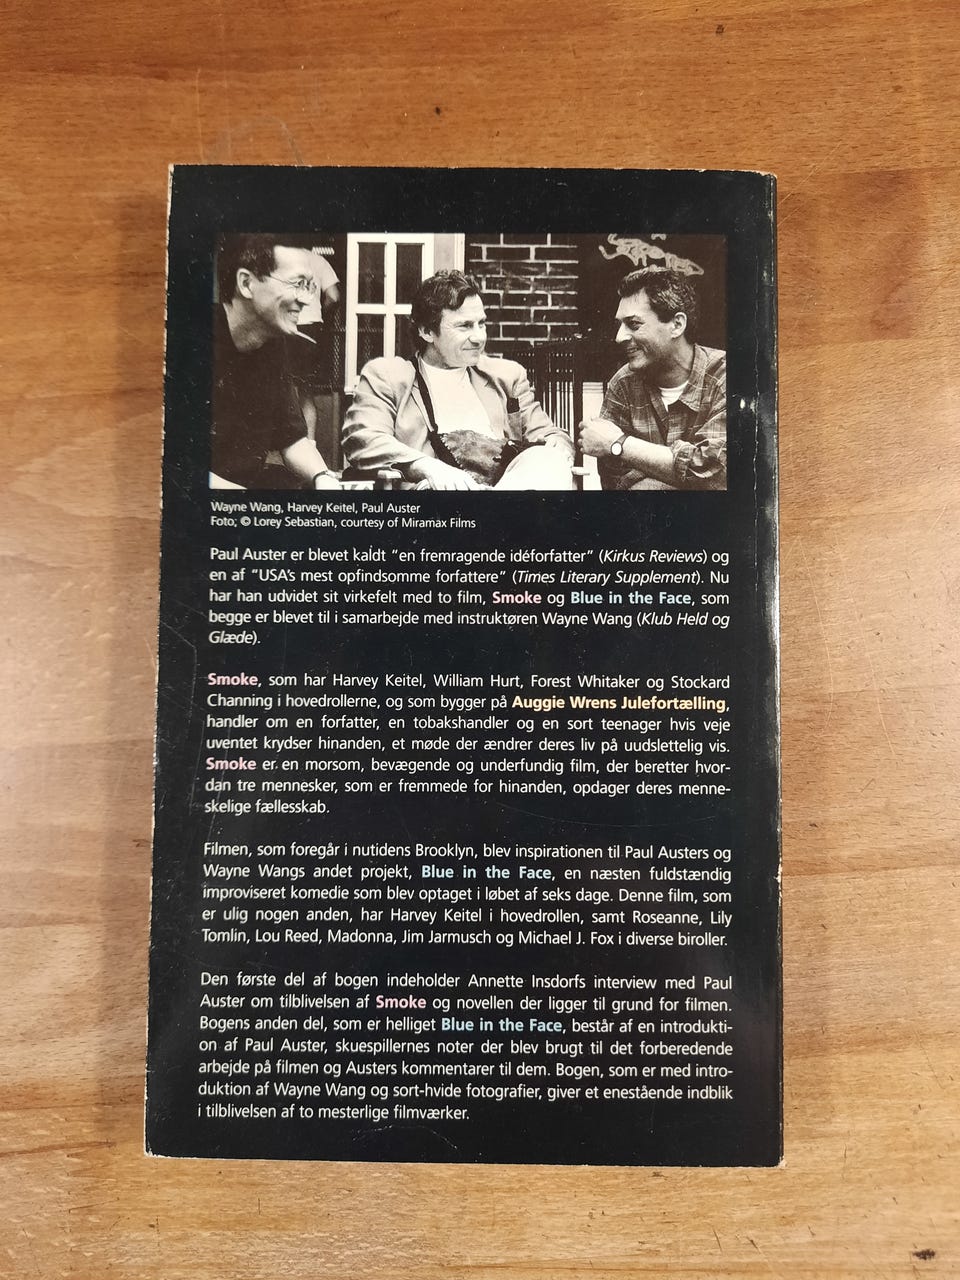 Wayne Wang, Harvey Keitel, Paul Auster
Foto; © Lorey Sebastian, courtesy of Miramax Films
Paul Auster er blevet kaldt "en fremragende idéforfatter" (Kirkus Reviews) og
en af "USA's mest opfindsomme forfattere" (Times Literary Supplement). Nu
har han udvidet sit virkefelt med to film, Smoke og Blue in the Face, som
begge er blevet til i samarbejde med instruktøren Wayne Wang (Klub Held og
Glæde).
Smoke, som har Harvey Keitel, William Hurt, Forest Whitaker og Stockard
Channing i hovedrollerne, og som bygger på Auggie Wrens Julefortælling,
handler om en forfatter, en tobakshandler og en sort teenager hvis veje
uventet krydser hinanden, et møde der ændrer deres liv på uudslettelig vis.
Smoke er en morsom, bevægende og underfundig film, der beretter hvor-
dan tre mennesker, som er fremmede for hinanden, opdager deres menne-
skelige fællesskab.
Filmen, som foregår i nutidens Brooklyn, blev inspirationen til Paul Austers og
Wayne Wangs andet projekt, Blue in the Face, en næsten fuldstændig
improviseret komedie som blev optaget i løbet af seks dage. Denne film, som
er ulig nogen anden, har Harvey Keitel i hovedrollen, samt Roseanne, Lily
Tomlin, Lou Reed, Madonna, Jim Jarmusch og Michael J. Fox i diverse biroller.
Den første del af bogen indeholder Annette Insdorfs interview med Paul
Auster om tilblivelsen af Smoke og novellen der ligger til grund for filmen.
Bogens anden del, som er helliget Blue in the Face, består af en introdukti-
on af Paul Auster, skuespillernes noter der blev brugt til det forberedende
arbejde på filmen og Austers kommentarer til dem. Bogen, som er med intro-
duktion af Wayne Wang og sort-hvide fotografier, giver et enestående indblik
i tilblivelsen af to mesterlige filmværker.